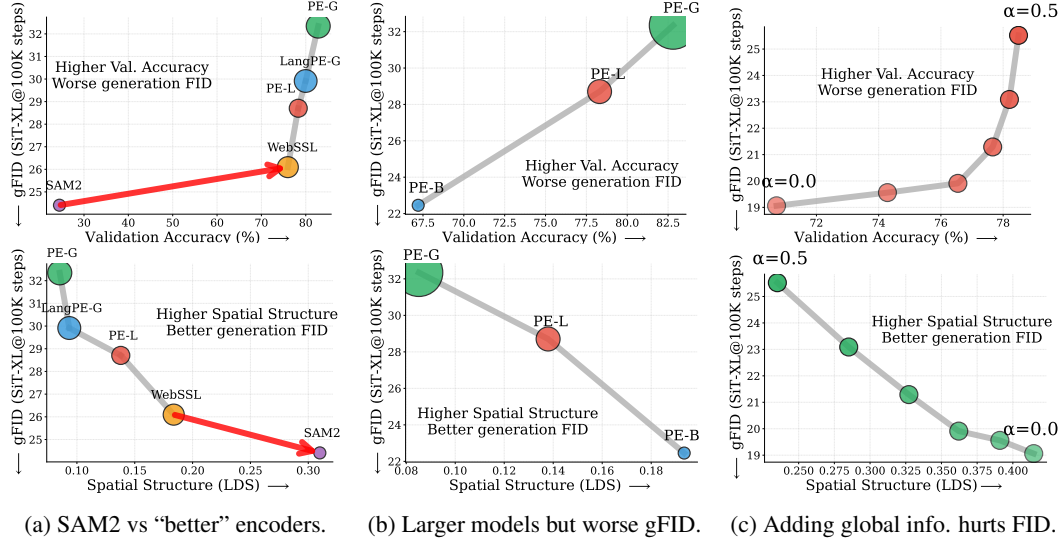 PE-G
LangPE-G
PE-L
WebSSL
SAM2
Higher Val. Accuracy
Worse generation FID
32
31
30
29
28
27
26
25
30
40
50
60
70
80
Validation Accuracy (%) ⟶
⟵ gFID (SiT-XL@100K steps)
PE-G
PE-L
PE-B
Higher Val. Accuracy
Worse generation FID
32
30
28
26
24
22
67.5
70.0
72.5
75.0
77.5
80.0
82.5
Validation Accuracy (%) ⟶
⟵ gFID (SiT-XL@100K steps)
α=0.5
α=0.0
Higher Val. Accuracy
Worse generation FID
25
24
23
22
21
20
19
72
74
76
78
Validation Accuracy (%) ⟶
⟵ gFID (SiT-XL@100K steps)
PE-G
LangPE-G
PE-L
WebSSL
SAM2
Higher Spatial Structure
Better generation FID
32
31
30
29
28
27
26
25
0.10
0.15
0.20
0.25
0.30
Spatial Structure (LDS) ⟶
⟵ gFID (SiT-XL@100K steps)
PE-G
PE-L
PE-B
Higher Spatial Structure
Better generation FID
32
30
28
26
24
22
0.08
0.10
0.12
0.14
0.16
0.18
Spatial Structure (LDS) ⟶
⟵ gFID (SiT-XL@100K steps)
α=0.5
α=0.0
Higher Spatial Structure
Better generation FID
25
24
23
22
21
20
19
0.250
0.275
0.300
0.325
0.350
0.375
0.400
Spatial Structure (LDS) ⟶
⟵ gFID (SiT-XL@100K steps)
(a) SAM2 vs “better” encoders.
(b) Larger models but worse gFID.
(c) Adding global info. hurts FID.